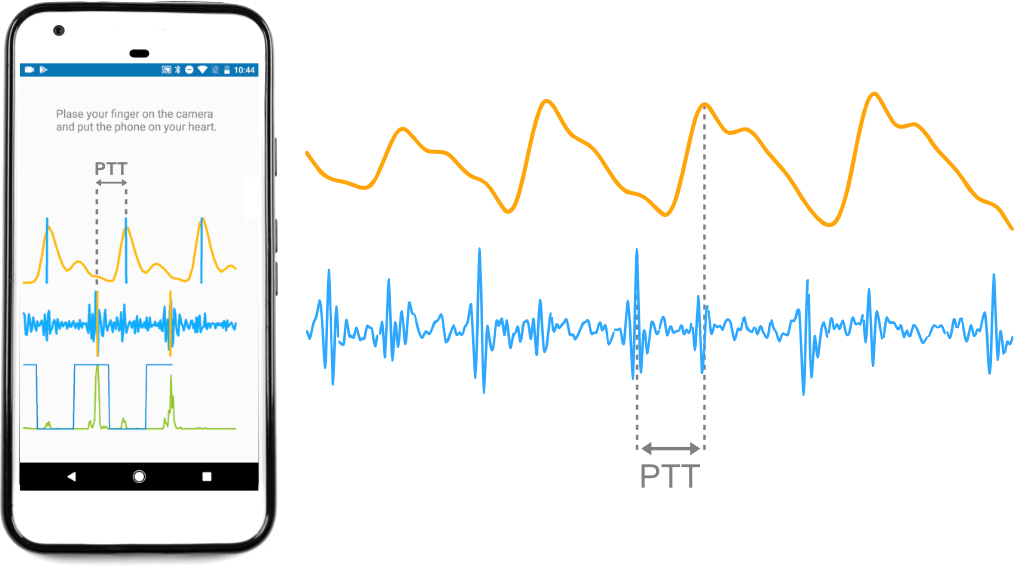 10:44
Plase your finger on the camera
and put the phone on your heart.
PTT
PTT